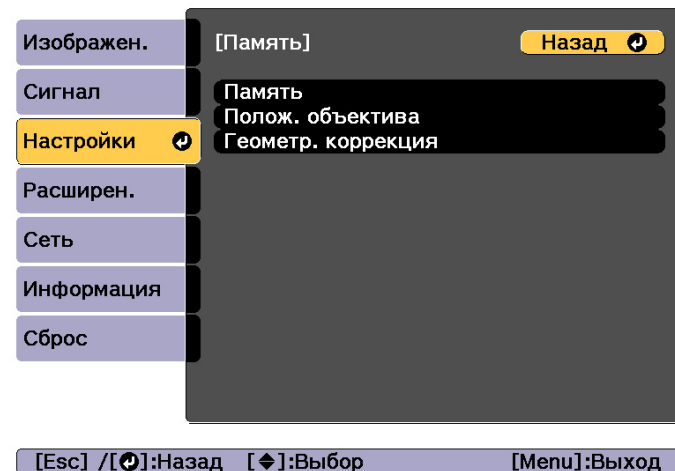 Изображен.
Сигнал
Настройки
Расширен.
Сеть
Информация
Сброс
[Память] Назад
Память
Полож. объектива
Геометр. коррекция
[Esc] /[]:Назад []:Выбор [Menu]:Выход